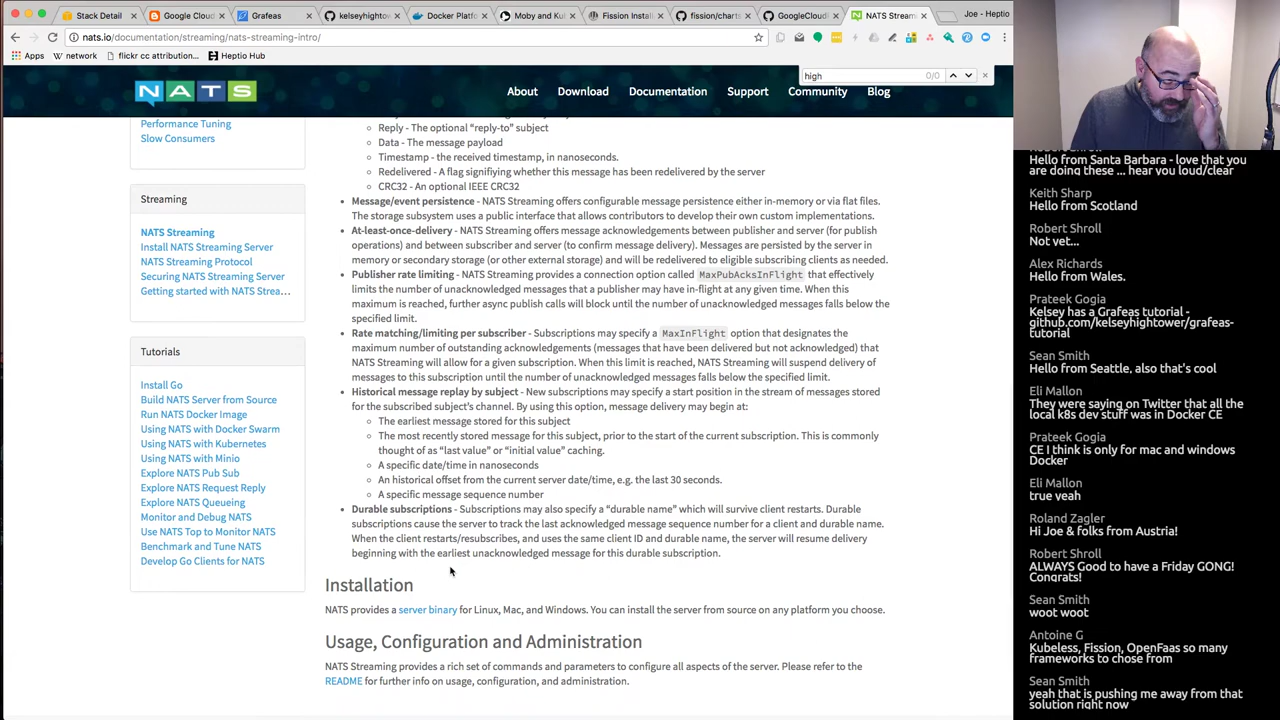 Stack Detail
Google Cloud
Grafeas
kelseyhightow
Docker Platfo
Moby and Ku
Fission Install
fission/charts
GoogleCloudP
NATS Stream
Joe - Heptio
nats.io/documentation/streaming/nats-streaming-intro/
Apps
network
flickr cc attribution...
Heptio Hub
high
0/0
NATS
About
Download
Documentation
Support
Community
Blog
Performance Tuning
Slow Consumers
Streaming
NATS Streaming
Install NATS Streaming Server
NATS Streaming Protocol
Securing NATS Streaming Server
Getting started with NATS Strea...
Tutorials
Install Go
Build NATS Server from Source
Run NATS Docker Image
Using NATS with Docker Swarm
Using NATS with Kubernetes
Using NATS with Minio
Explore NATS Pub Sub
Explore NATS Request Reply
Explore NATS Queueing
Monitor and Debug NATS
Use NATS Top to Monitor NATS
Benchmark and Tune NATS
Develop Go Clients for NATS
Reply - The optional "reply-to" subject
Data - The message payload
Timestamp - the received timestamp, in nanoseconds.
Redelivered - A flag signifying whether this message has been redelivered by the server
CRC32 - An optional IEEE CRC32
Message/event persistence - NATS Streaming offers configurable message persistence either in-memory or via flat files.
The storage subsystem uses a public interface that allows contributors to develop their own custom implementations.
At-least-once-delivery - NATS Streaming offers message acknowledgements between publisher and server (for publish
operations) and between subscriber and server (to confirm message delivery). Messages are persisted by the server in
memory or secondary storage (or other external storage) and will be redelivered to eligible subscribing clients as needed.
Publisher rate limiting - NATS Streaming provides a connection option called MaxPubAcksInFlight that effectively
limits the number of unacknowledged messages that a publisher may have in-flight at any given time. When this
maximum is reached, further async publish calls will block until the number of unacknowledged messages falls below the
specified limit.
Rate matching/limiting per subscriber - Subscriptions may specify a MaxInFlight option that designates the
maximum number of outstanding acknowledgements (messages that have been delivered but not acknowledged) that
NATS Streaming will allow for a given subscription. When this limit is reached, NATS Streaming will suspend delivery of
messages to this subscription until the number of unacknowledged messages falls below the specified limit.
Historical message replay by subject - New subscriptions may specify a start position in the stream of messages stored
for the subscribed subject's channel. By using this option, message delivery may begin at:
The earliest message stored for this subject
The most recently stored message for this subject, prior to the start of the current subscription. This is commonly
thought of as "last value" or "initial value" caching.
A specific date/time in nanoseconds
An historical offset from the current server date/time, e.g. the last 30 seconds.
A specific message sequence number
Durable subscriptions - Subscriptions may also specify a "durable name" which will survive client restarts. Durable
subscriptions cause the server to track the last acknowledged message sequence number for a client and durable name.
When the client restarts/resubscribes, and uses the same client ID and durable name, the server will resume delivery
beginning with the earliest unacknowledged message for this durable subscription.
Installation
NATS provides a server binary for Linux, Mac, and Windows. You can install the server from source on any platform you choose.
Usage, Configuration and Administration
NATS Streaming provides a rich set of commands and parameters to configure all aspects of the server. Please refer to the
README for further info on usage, configuration, and administration.
Robert Shroll
Hello from Santa Barbara - love that you
are doing these ... hear you loud/clear
Keith Sharp
Hello from Scotland
Robert Shroll
Not yet...
Alex Richards
Hello from Wales.
Prateek Gogia
Kelsey has a Grafeas tutorial -
github.com/kelseyhightower/grafeas-
tutorial
Sean Smith
Hello from Seattle, also that's cool
Eli Mallon
They were saying on Twitter that all the
local k8s dev stuff was in Docker CE
Prateek Gogia
CE I think is only for mac and windows
Docker
Eli Mallon
true yeah
Roland Zagler
Hi Joe & folks from Austria!
Robert Shroll
ALWAYS Good to have a Friday GONG!
Congrats!
Sean Smith
woot woot
Antoine G
Kubeless, Fission, OpenFaas so many
frameworks to chose from
Sean Smith
yeah that is pushing me away from that
solution right now